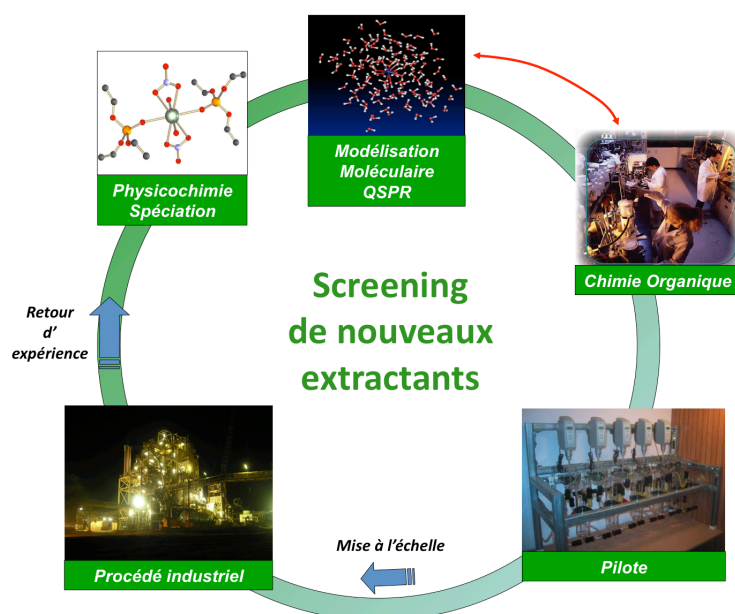 Physicochimie
Spéciation
Modélisation
Moléculaire
QSPR
Chimie Organique
Screening
de nouveaux
extractants
Retour
d’
expérience
Mise à l’échelle
Procédé industriel
Pilote